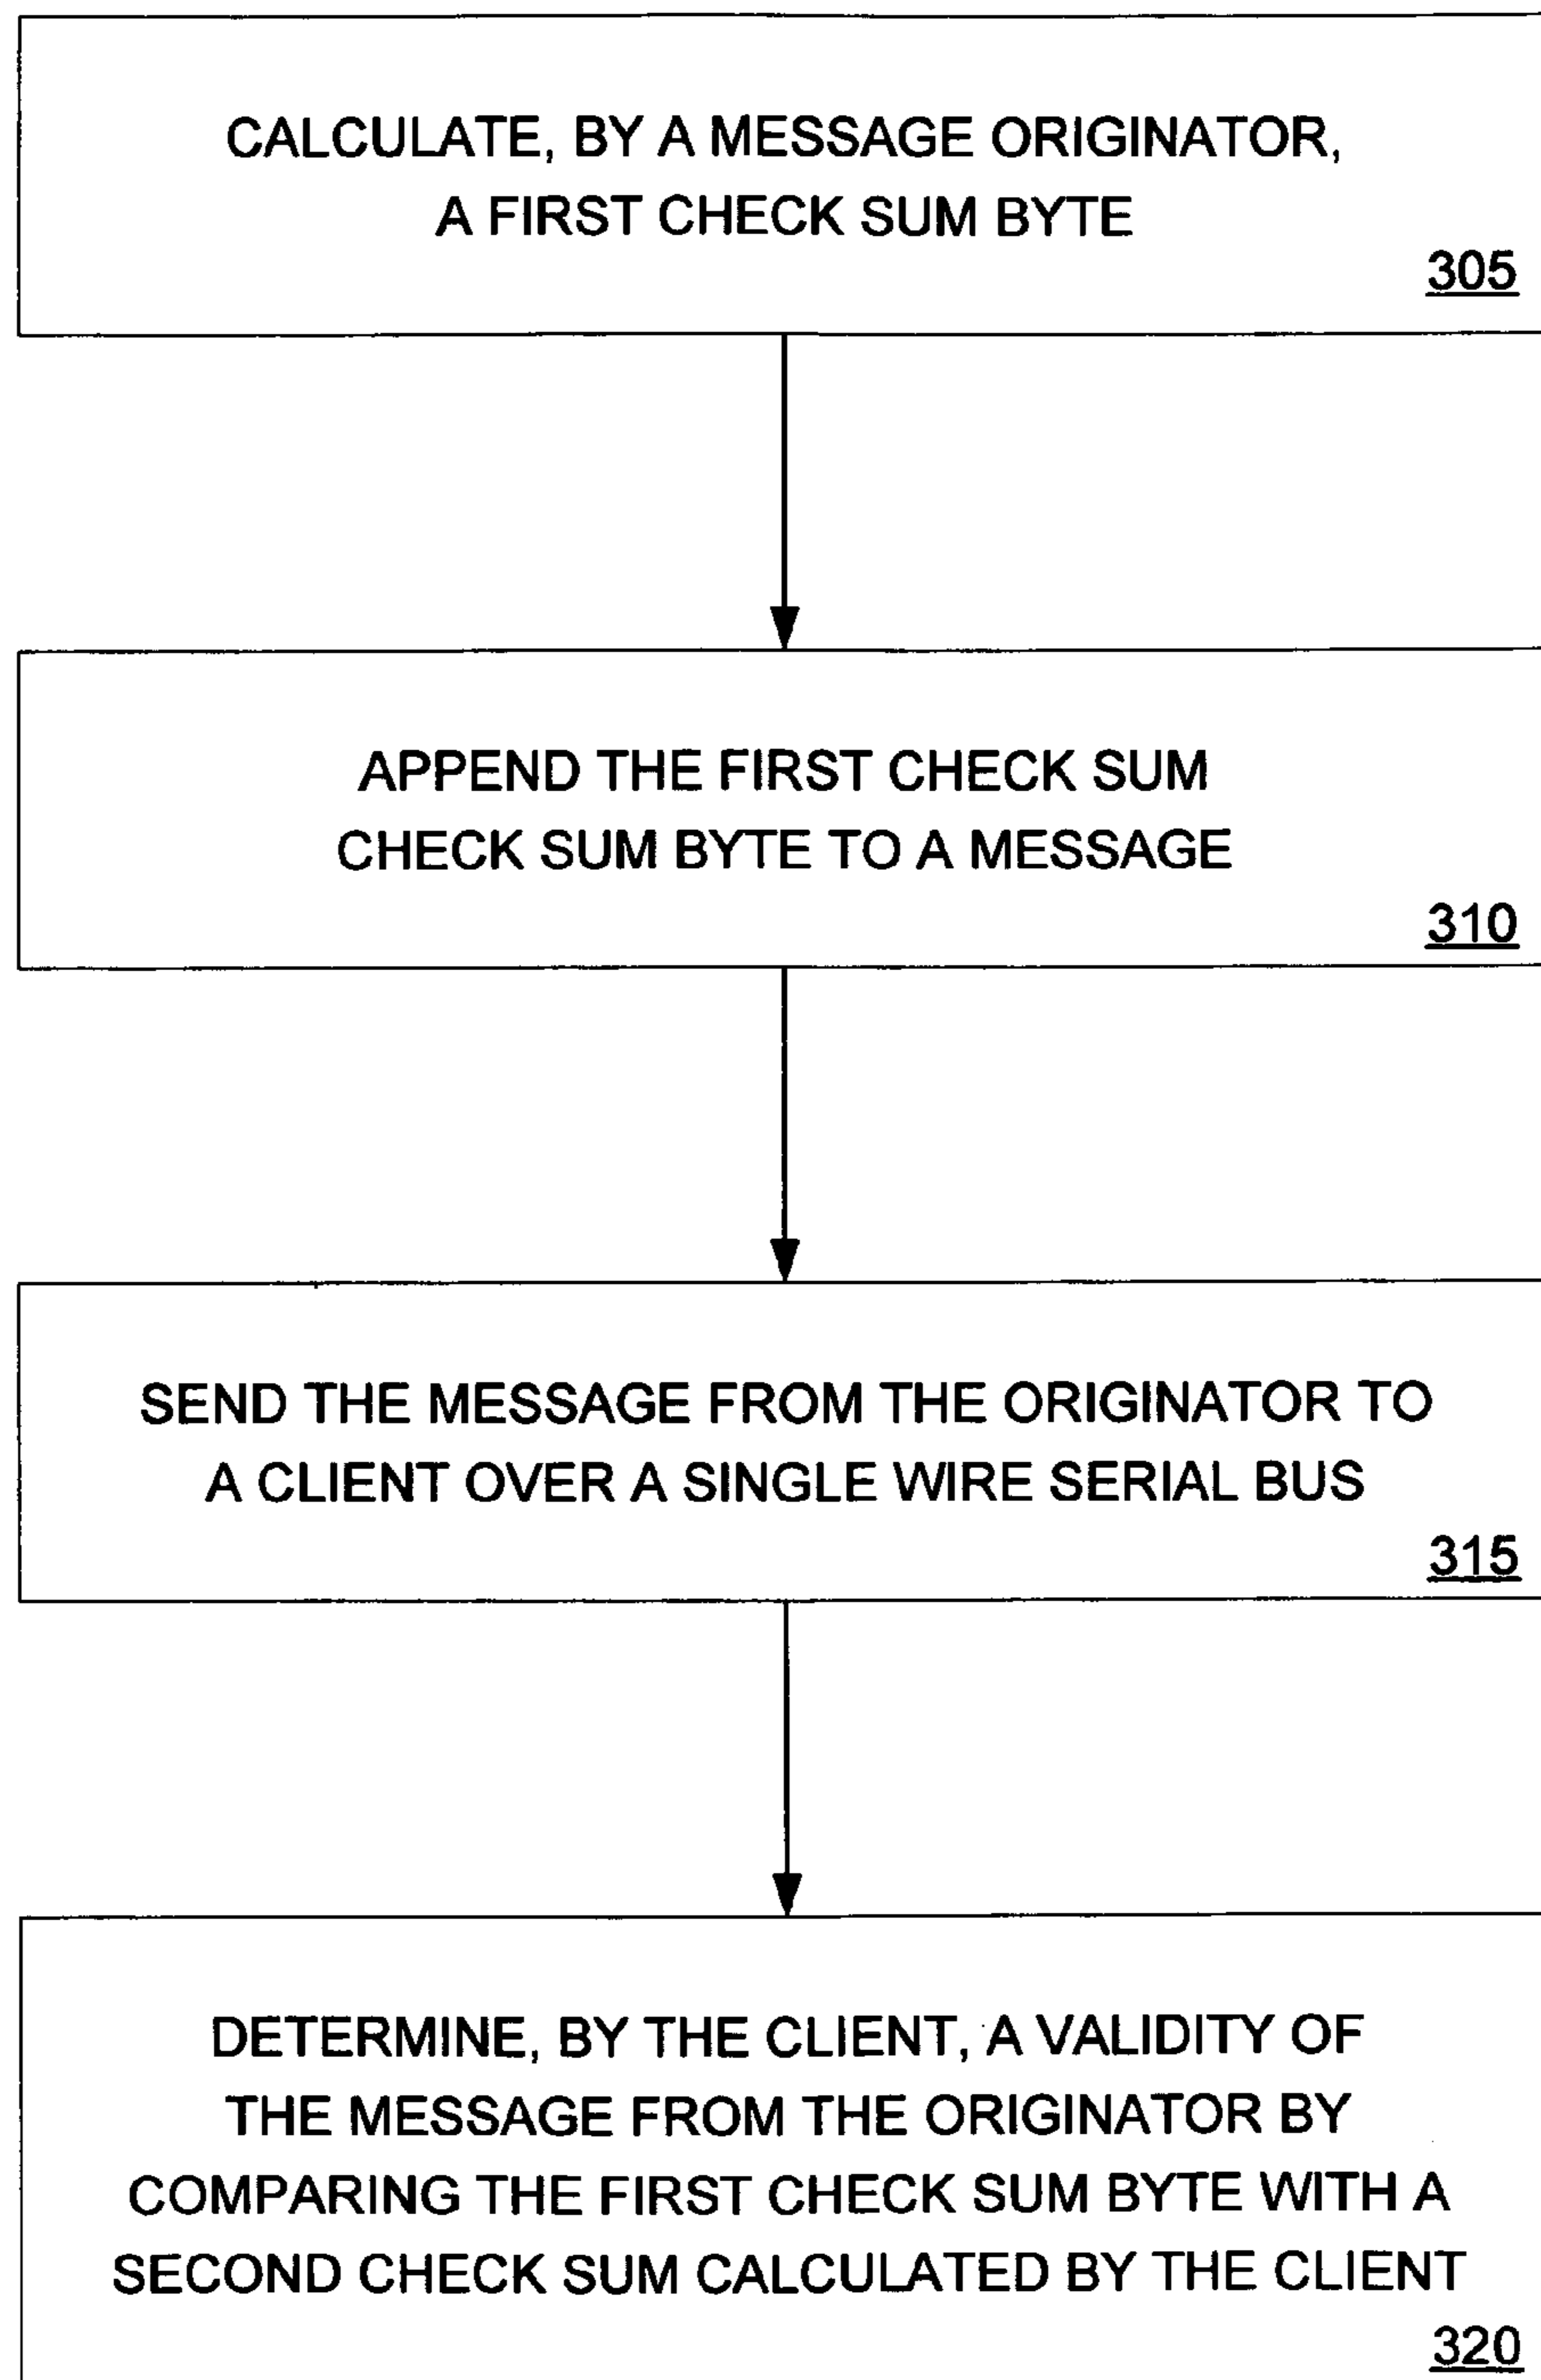 CALCULATE, BY A MESSAGE ORIGINATOR,
A FIRST CHECK SUM BYTE
305
APPEND THE FIRST CHECK SUM
CHECK SUM BYTE TO A MESSAGE
310
SEND THE MESSAGE FROM THE ORIGINATOR TO
A CLIENT OVER A SINGLE WIRE SERIAL BUS
315
DETERMINE, BY THE CLIENT, A VALIDITY OF
THE MESSAGE FROM THE ORIGINATOR BY
COMPARING THE FIRST CHECK SUM BYTE WITH A
SECOND CHECK SUM CALCULATED BY THE CLIENT
320